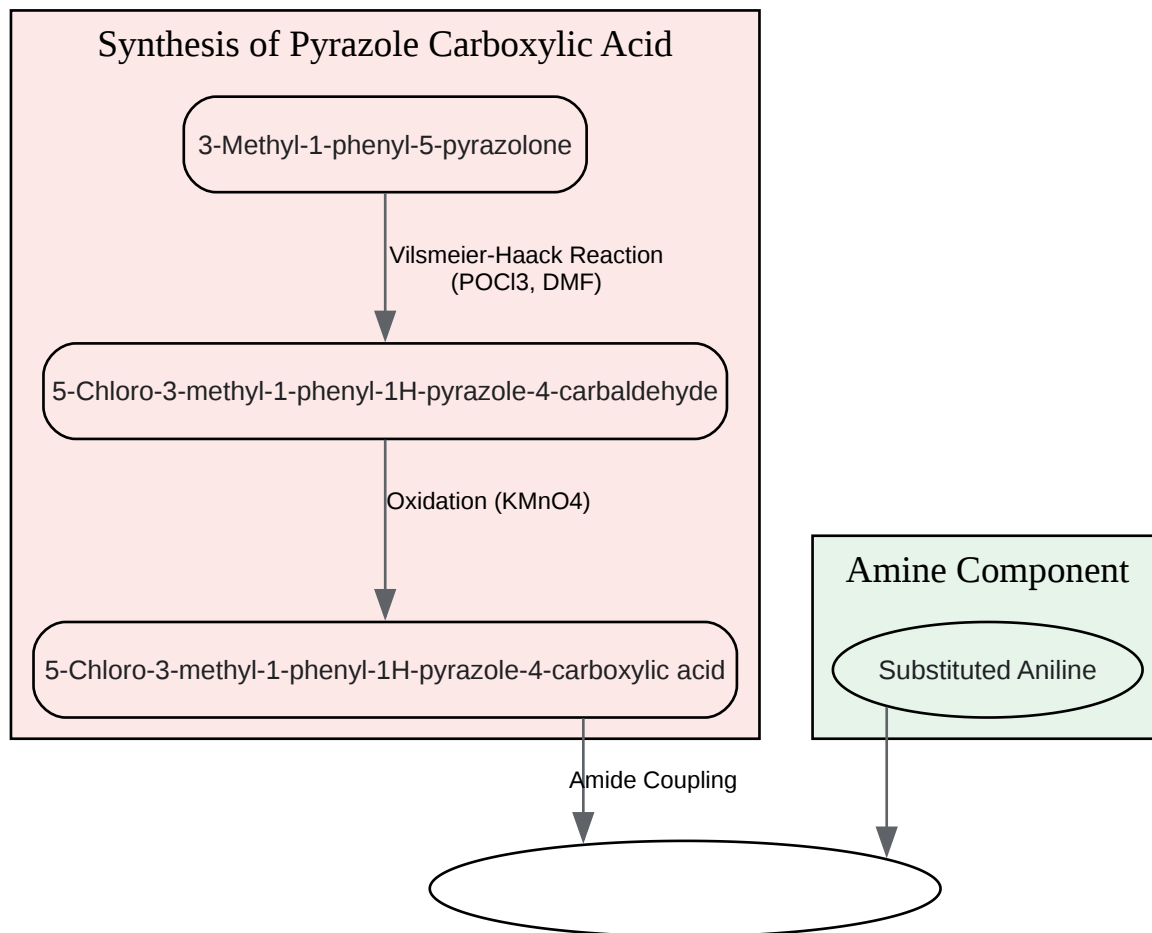 Synthesis of Pyrazole Carboxylic Acid
3-Methyl-1-phenyl-5-pyrazolone
Vilsmeier-Haack Reaction
(POCl3, DMF)
5-Chloro-3-methyl-1-phenyl-1H-pyrazole-4-carbaldehyde
Oxidation (KMnO4)
Amine Component
5-Chloro-3-methyl-1-phenyl-1H-pyrazole-4-carboxylic acid
Substituted Aniline
Amide Coupling